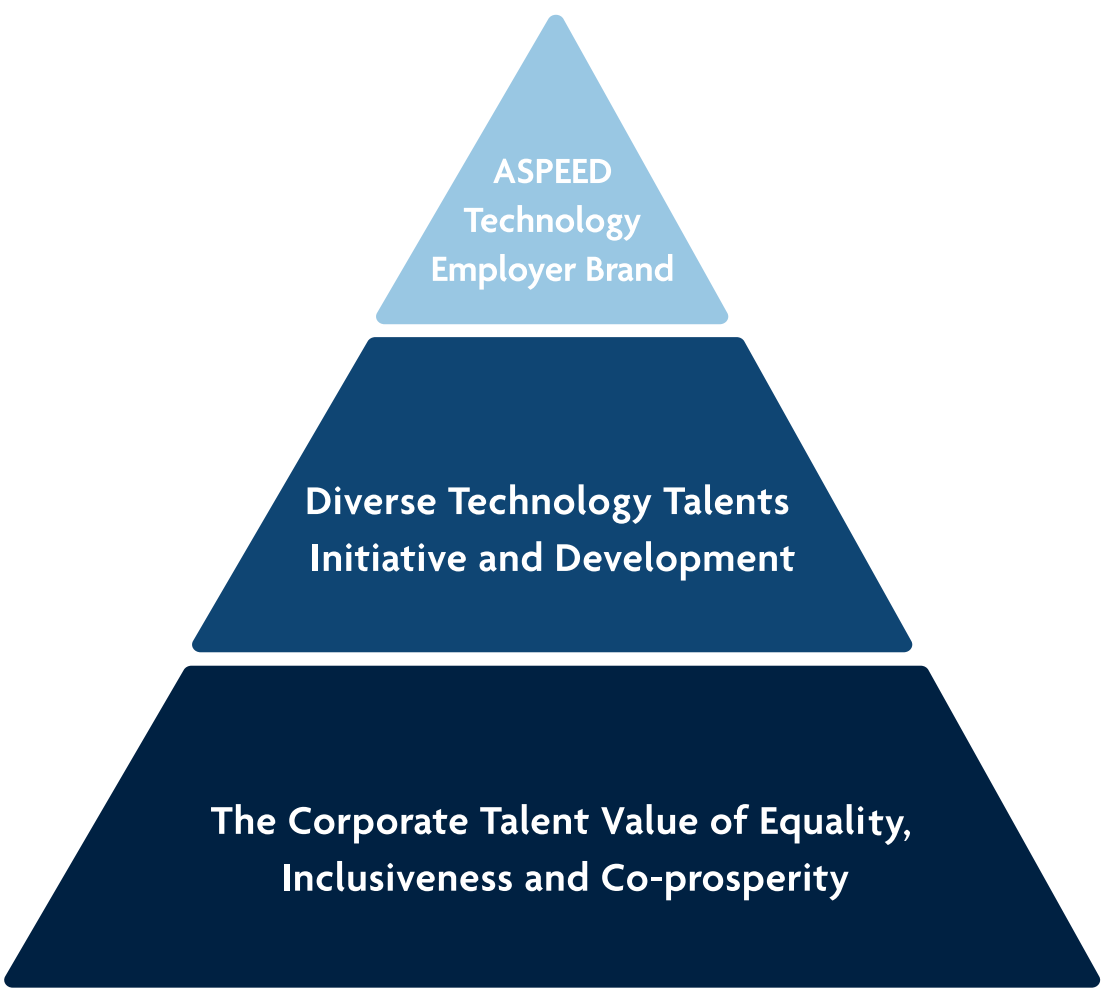 ASPEED
Technology
Employer Brand
Diverse Technology Talents
Initiative and Development
The Corporate Talent Value of Equality,
Inclusiveness and Co-prosperity